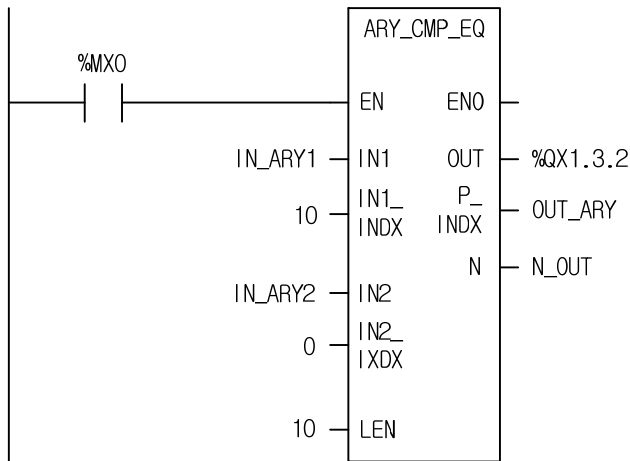 ARY_CMP_EQ
%MX0
EN ENO
IN_ARY1 IN1 OUT %QX1.3.2
10 IN1_ INDX P_ INDX OUT_ARY
N N_OUT
IN_ARY2 IN2
0 IN2_ IXDX
10 LEN